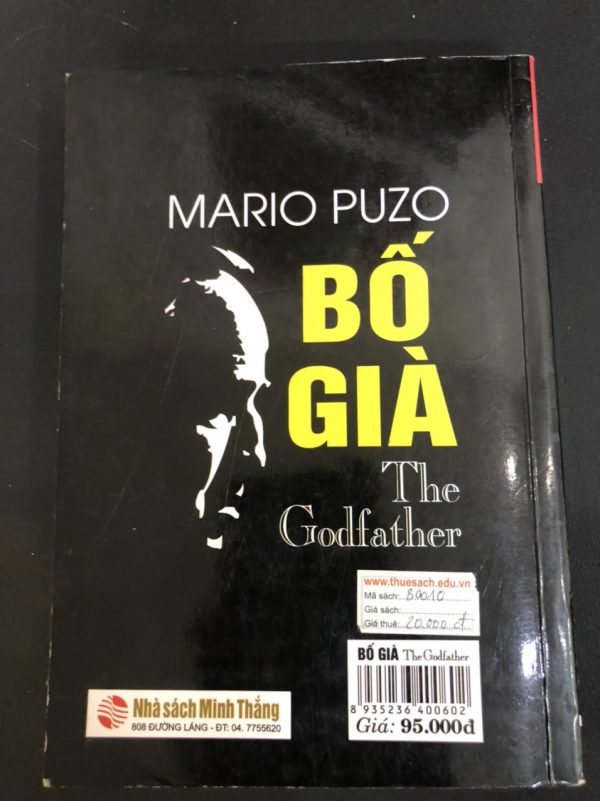 MARIO PUZO
BỐ
GIÀ
The
Godfather
www.thuesach.edu.vn
Mã sách:..B9010
Giá sách:
Giá thuê: 20.000 đ
BỐ GIÀ The Godfather
8 935236 400602
Giá: 95.000đ
Nhà sách Minh Thắng
808 ĐƯỜNG LÁNG - ĐT: 04. 7755620